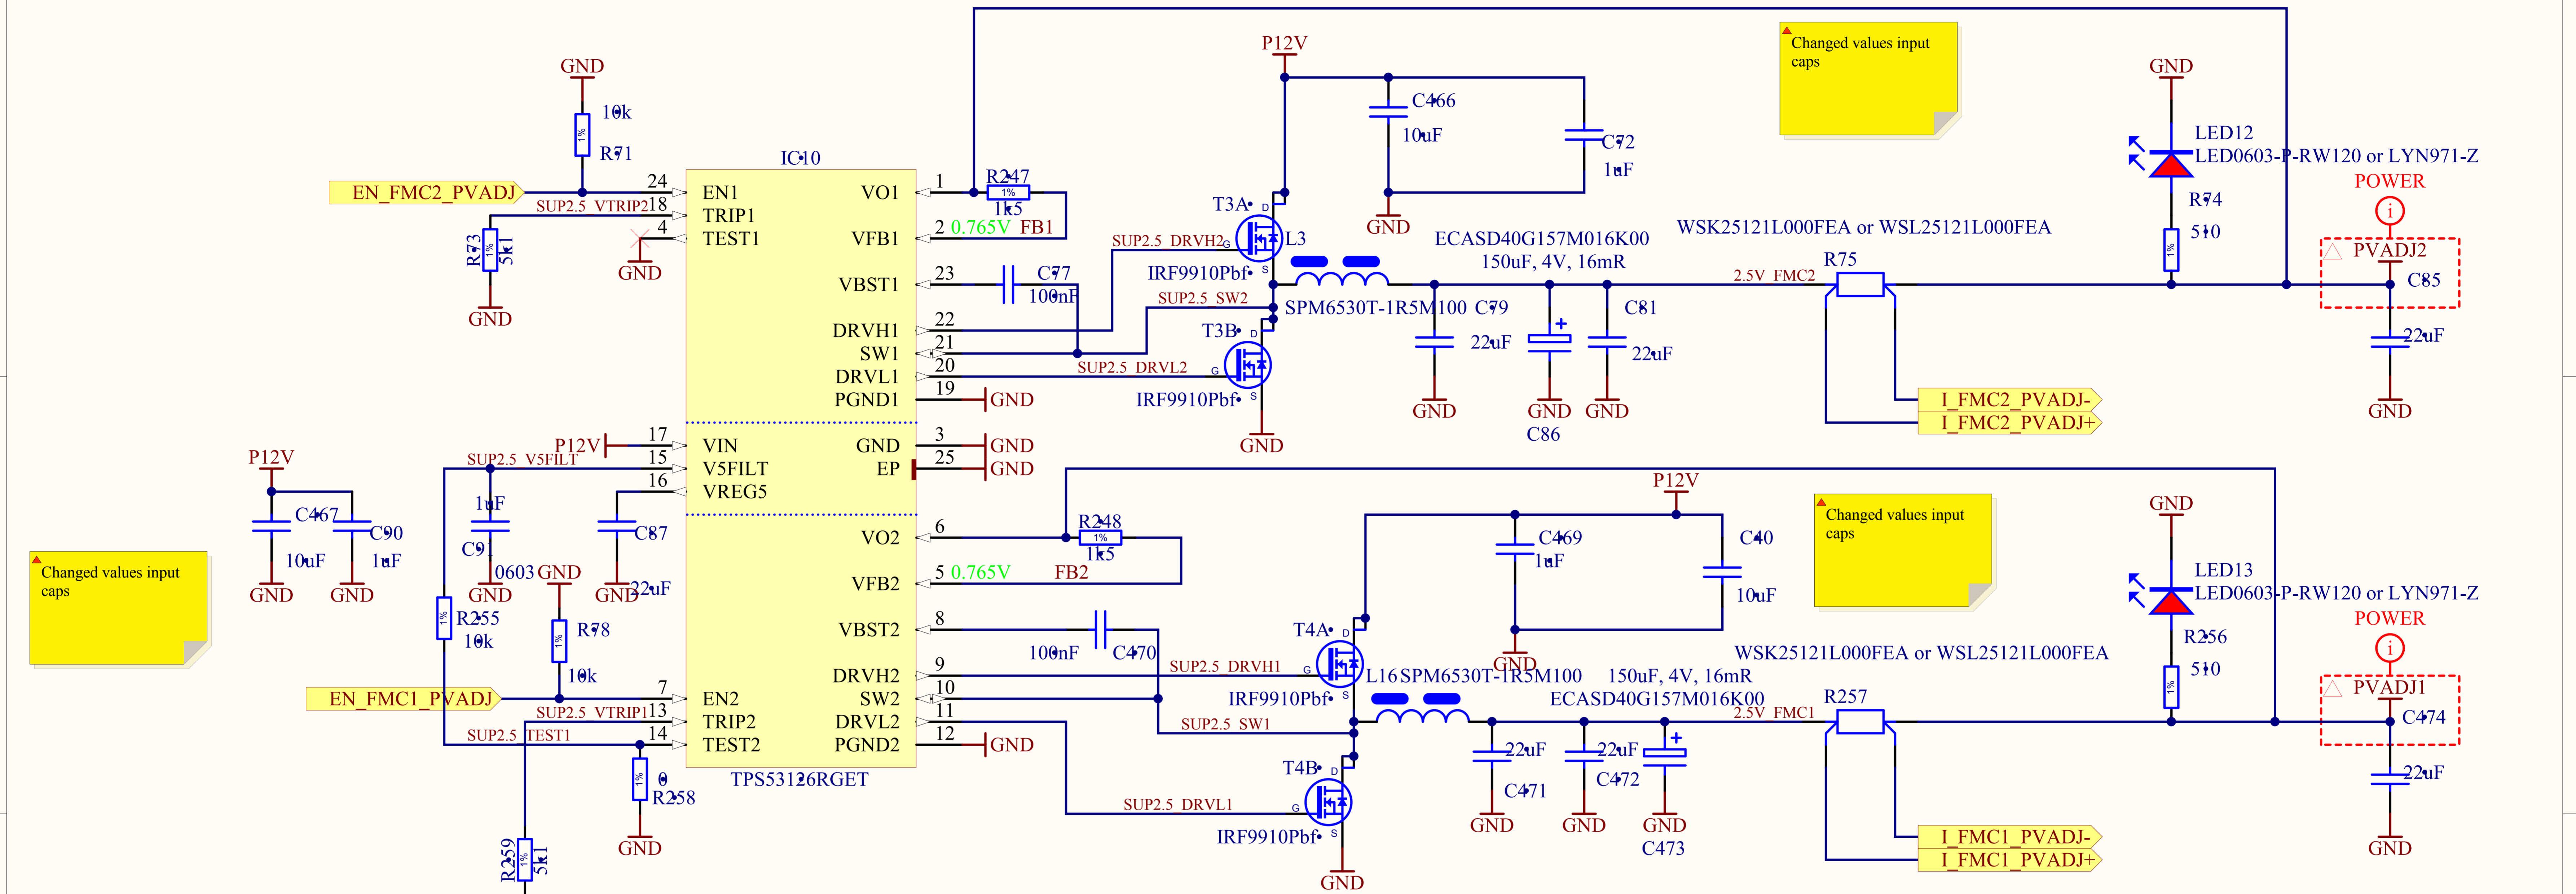 P12V
GND
10k
1%
R71
EN_FMC2_PVADJ
SUP2.5_VTRIP2
R73
1%
5k1
GND
GND
24
18
4
IC10
EN1
TRIP1
TEST1
VO1
VFB1
VBST1
DRVH1
SW1
DRVL1
PGND1
1
2
23
22
21
20
19
R247
1%
1k5
0.765V
FB1
C77
100nF
SUP2.5_DRVH2
SUP2.5_SW2
SUP2.5_DRVL2
GND
T3A
D
G
S
IRF9910Pbf
T3B
D
G
S
IRF9910Pbf
GND
C466
10uF
C72
1uF
GND
L3
SPM6530T-1R5M100
ECASD40G157M016K00
150uF, 4V, 16mR
C79
22uF
GND
+
GND
C86
C81
22uF
GND
2.5V_FMC2
WSK25121L000FEA or WSL25121L000FEA
R75
I_FMC2_PVADJ-
I_FMC2_PVADJ+
Changed values input
caps
GND
LED12
LED0603-P-RW120 or LYN971-Z
R74
510
1%
POWER
i
PVADJ2
C85
22uF
GND
P12V
17
15
16
VIN
V5FILT
VREG5
GND
EP
3
25
GND
GND
SUP2.5_V5FILT
P12V
C467
10uF
GND
C90
1uF
GND
1uF
C91
0603
GND
C87
22uF
GND
Changed values input
caps
R255
1%
10k
GND
R78
1%
10k
EN_FMC1_PVADJ
SUP2.5_VTRIP1
SUP2.5_TEST1
7
13
14
EN2
TRIP2
TEST2
VO2
VFB2
VBST2
DRVH2
SW2
DRVL2
PGND2
6
5
8
9
10
11
12
TPS53126RGET
0
1%
R258
GND
R259
1%
5k1
R248
1%
1k5
0.765V
FB2
100nF
C470
SUP2.5_DRVH1
SUP2.5_SW1
SUP2.5_DRVL1
GND
P12V
C469
1uF
C40
10uF
GND
T4A
D
G
S
IRF9910Pbf
T4B
D
G
S
IRF9910Pbf
GND
L16
SPM6530T-1R5M100
150uF, 4V, 16mR
ECASD40G157M016K00
22uF
C471
GND
22uF
C472
GND
+
GND
C473
2.5V_FMC1
WSK25121L000FEA or WSL25121L000FEA
R257
I_FMC1_PVADJ-
I_FMC1_PVADJ+
Changed values input
caps
GND
LED13
LED0603-P-RW120 or LYN971-Z
R256
510
1%
POWER
i
PVADJ1
C474
22uF
GND